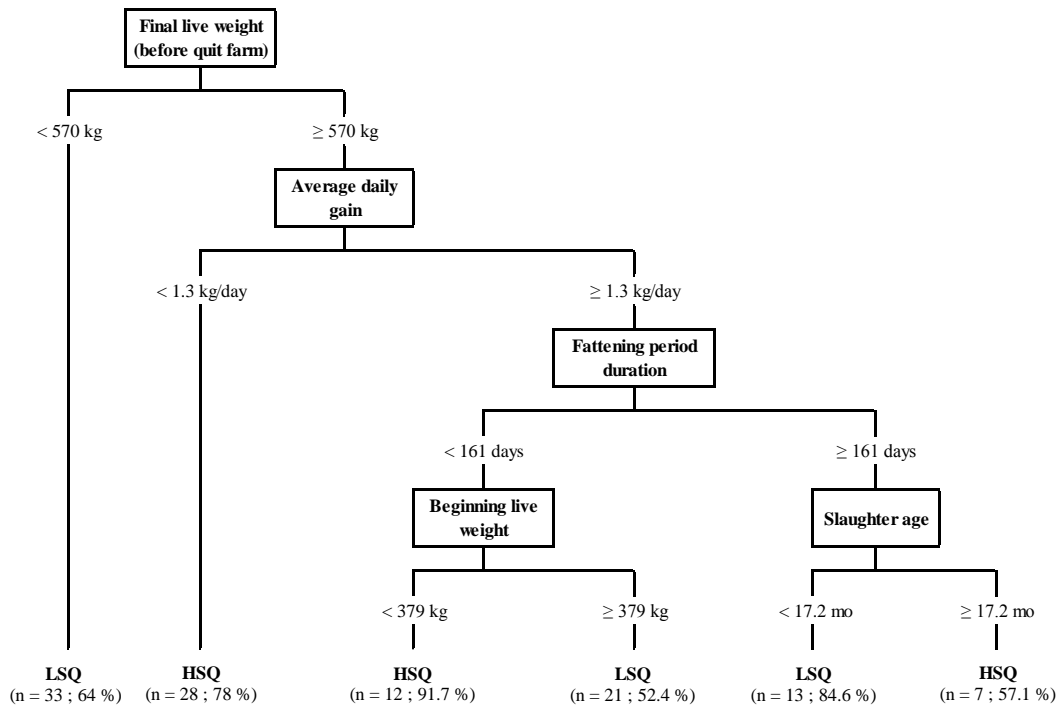 Final live weight
(before quit farm)
< 570 kg
≥ 570 kg
Average daily
gain
< 1.3 kg/day
≥ 1.3 kg/day
Fattening period
duration
< 161 days
≥ 161 days
Beginning live
weight
Slaughter age
< 379 kg
≥ 379 kg
< 17.2 mo
≥ 17.2 mo
LSQ
(n = 33 ; 64 %)
HSQ
(n = 28 ; 78 %)
HSQ
(n = 12 ; 91.7 %)
LSQ
(n = 21 ; 52.4 %)
LSQ
(n = 13 ; 84.6 %)
HSQ
(n = 7 ; 57.1 %)